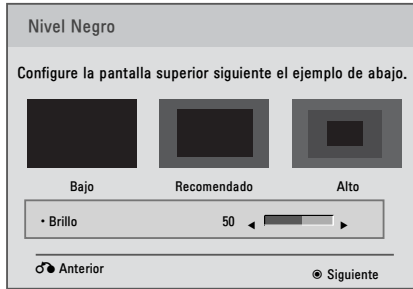 Nivel Negro
Configure la pantalla superior siguiente el ejemplo de abajo.
Bajo Recomendado Alto
• Brillo 50
Anterior Siguiente